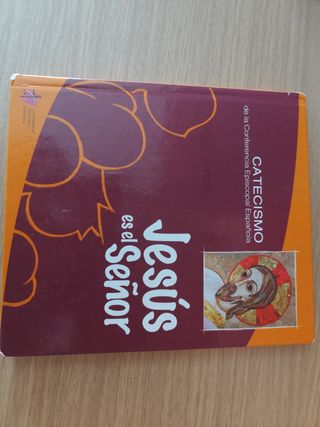 CATECISMO
de la Conferencia Episcopal Española
Jesús
es el
Señor